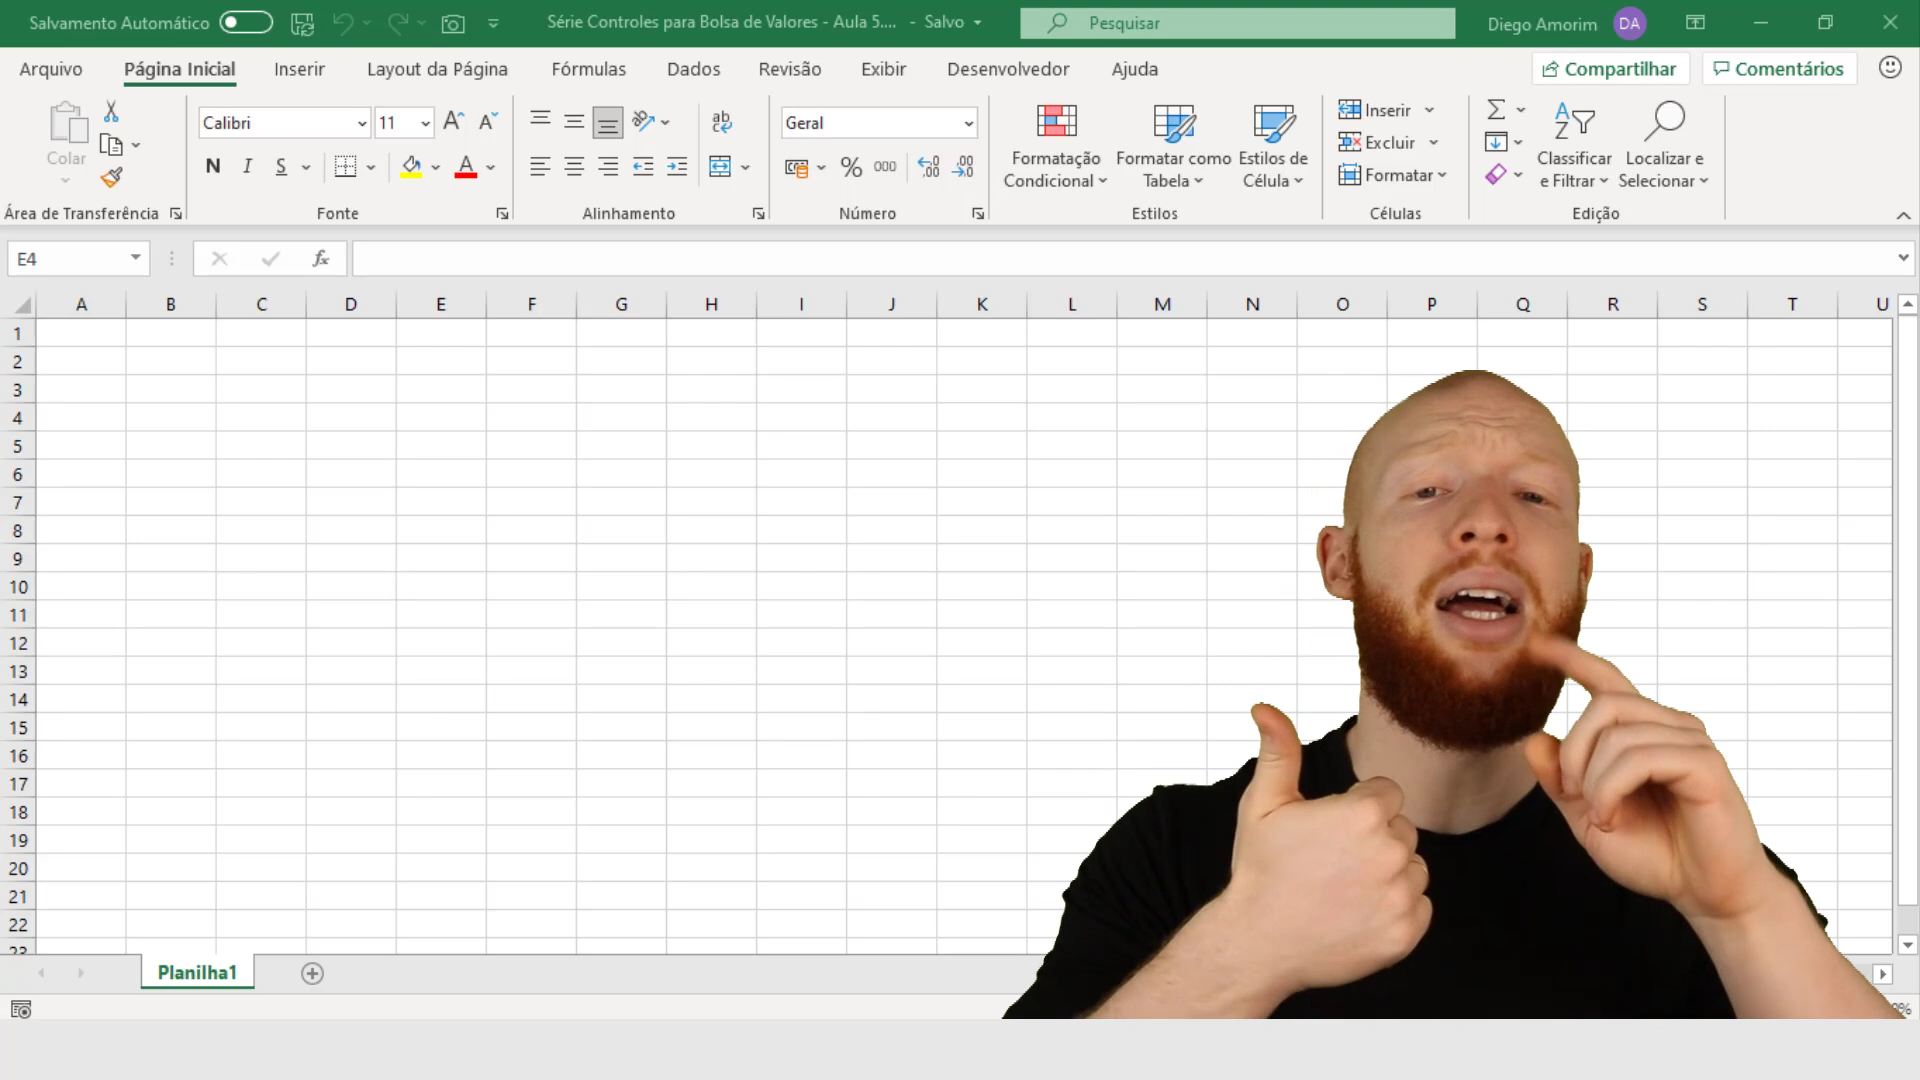 Salvamento Automático
Série Controles para Bolsa de Valores - Aula 5.... - Salvo
Pesquisar
Diego Amorim
DA
Arquivo
Página Inicial
Inserir
Layout da Página
Fórmulas
Dados
Revisão
Exibir
Desenvolvedor
Ajuda
Compartilhar
Comentários
Colar
Área de Transferência
Calibri
11
N I S
Fonte
ab
Alinhamento
Geral
% 000
Número
Formatação
Condicional
Formatar como
Tabela
Estilos de
Célula
Estilos
Inserir
Excluir
Formatar
Células
Classificar
e Filtrar
Localizar e
Selecionar
Edição
E4
fx
A B C D E F G H I J K L M N O P Q R S T U
1
2
3
4
5
6
7
8
9
10
11
12
13
14
15
16
17
18
19
20
21
22
23
Planilha1